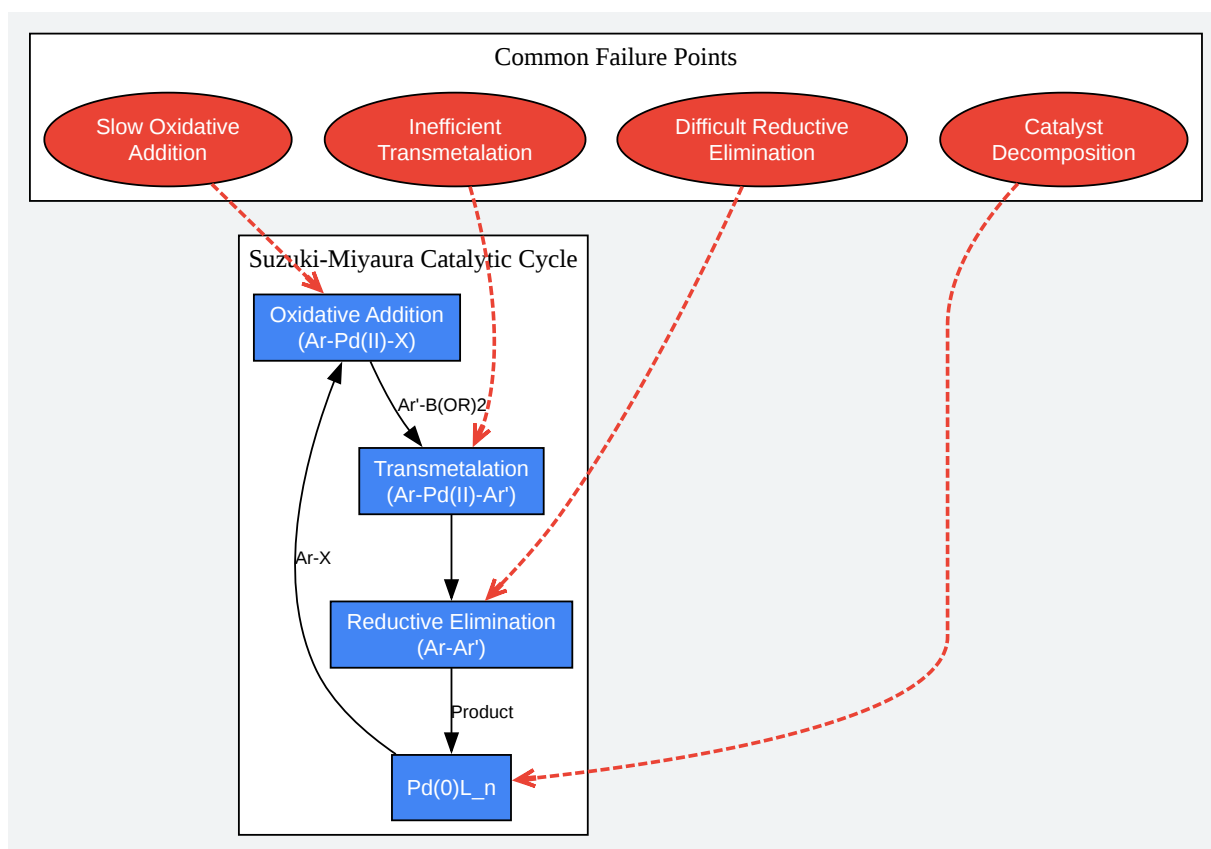 Common Failure Points
Slow Oxidative
Addition
Inefficient
Transmetalation
Difficult Reductive
Elimination
Catalyst
Decomposition
Suzuki-Miyaura Catalytic Cycle
Oxidative Addition
(Ar-Pd(II)-X)
Ar'-B(OR)2
Transmetalation
(Ar-Pd(II)-Ar')
Ar-X
Reductive Elimination
(Ar-Ar')
Product
Pd(0)L_n